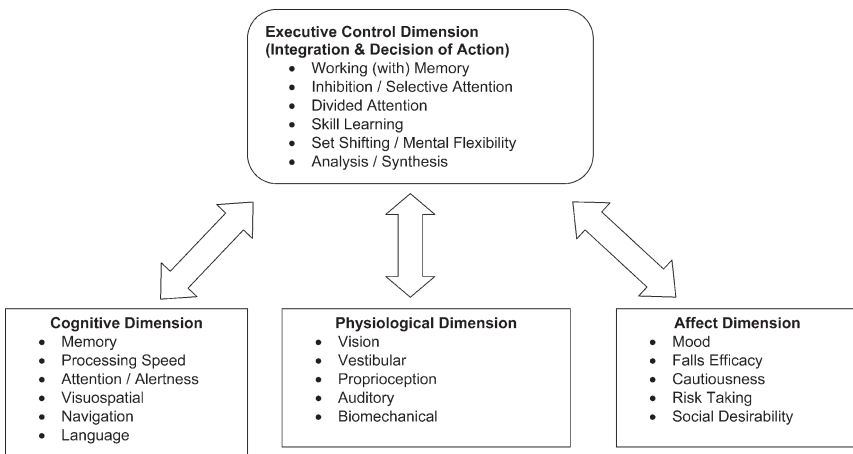 Executive Control Dimension
(Integration & Decision of Action)
• Working (with) Memory
• Inhibition / Selective Attention
• Divided Attention
• Skill Learning
• Set Shifting / Mental Flexibility
• Analysis / Synthesis
Cognitive Dimension
• Memory
• Processing Speed
• Attention / Alertness
• Visuospatial
• Navigation
• Language
Physiological Dimension
• Vision
• Vestibular
• Proprioception
• Auditory
• Biomechanical
Affect Dimension
• Mood
• Falls Efficacy
• Cautiousness
• Risk Taking
• Social Desirability